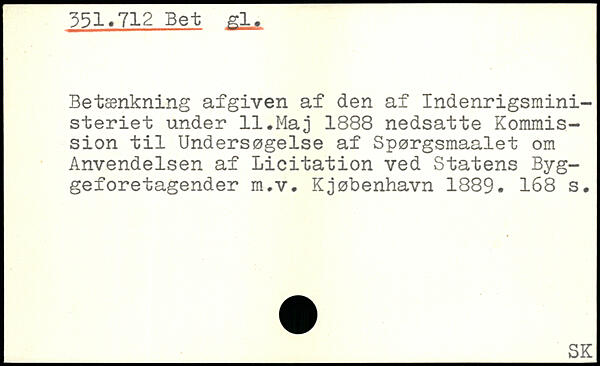 351.712 Bet gl.
Betænkning afgiven af den af Indenrigsmini-
steriet under 11.Maj 1888 nedsatte Kommis-
sion til Undersøgelse af Spørgsmaalet om
Anvendelsen af Licitation ved Statens Byg-
geforetagender m.v. Kjøbenhavn 1889. 168 s.
SK